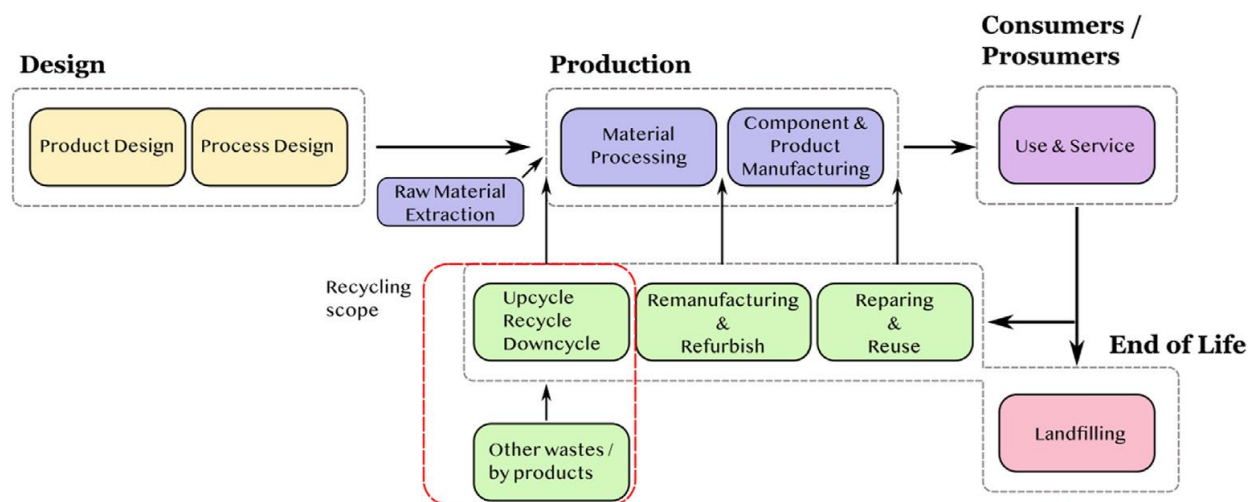 Design
Product Design
Process Design
Production
Material
Processing
Component &
Product
Manufacturing
Raw Material
Extraction
Consumers /
Prosumers
Use & Service
Recycling
scope
Upcycle
Recycle
Downcycle
Remanufacturing
&
Refurbish
Reparing
&
Reuse
Other wastes /
by products
End of Life
Landfilling